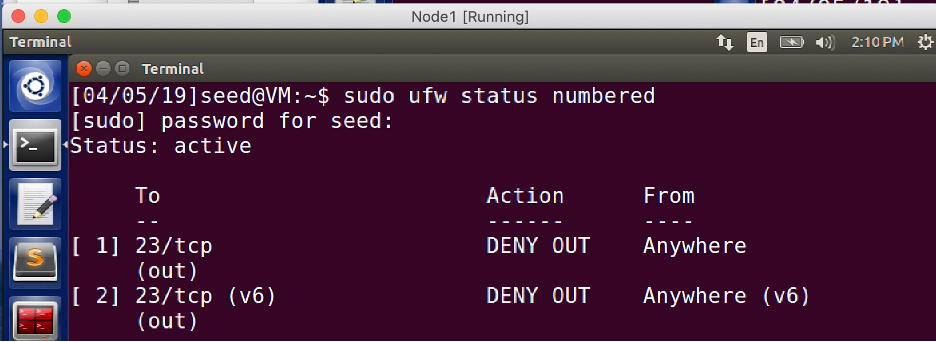 Node1 [Running]
Terminal En 2:10 PM
Terminal
[04/05/19]seed@VM:~$ sudo ufw status numbered
[sudo] password for seed:
Status: active
To Action From
-- ------ ----
[ 1] 23/tcp DENY OUT Anywhere
(out)
[ 2] 23/tcp (v6) DENY OUT Anywhere (v6)
(out)